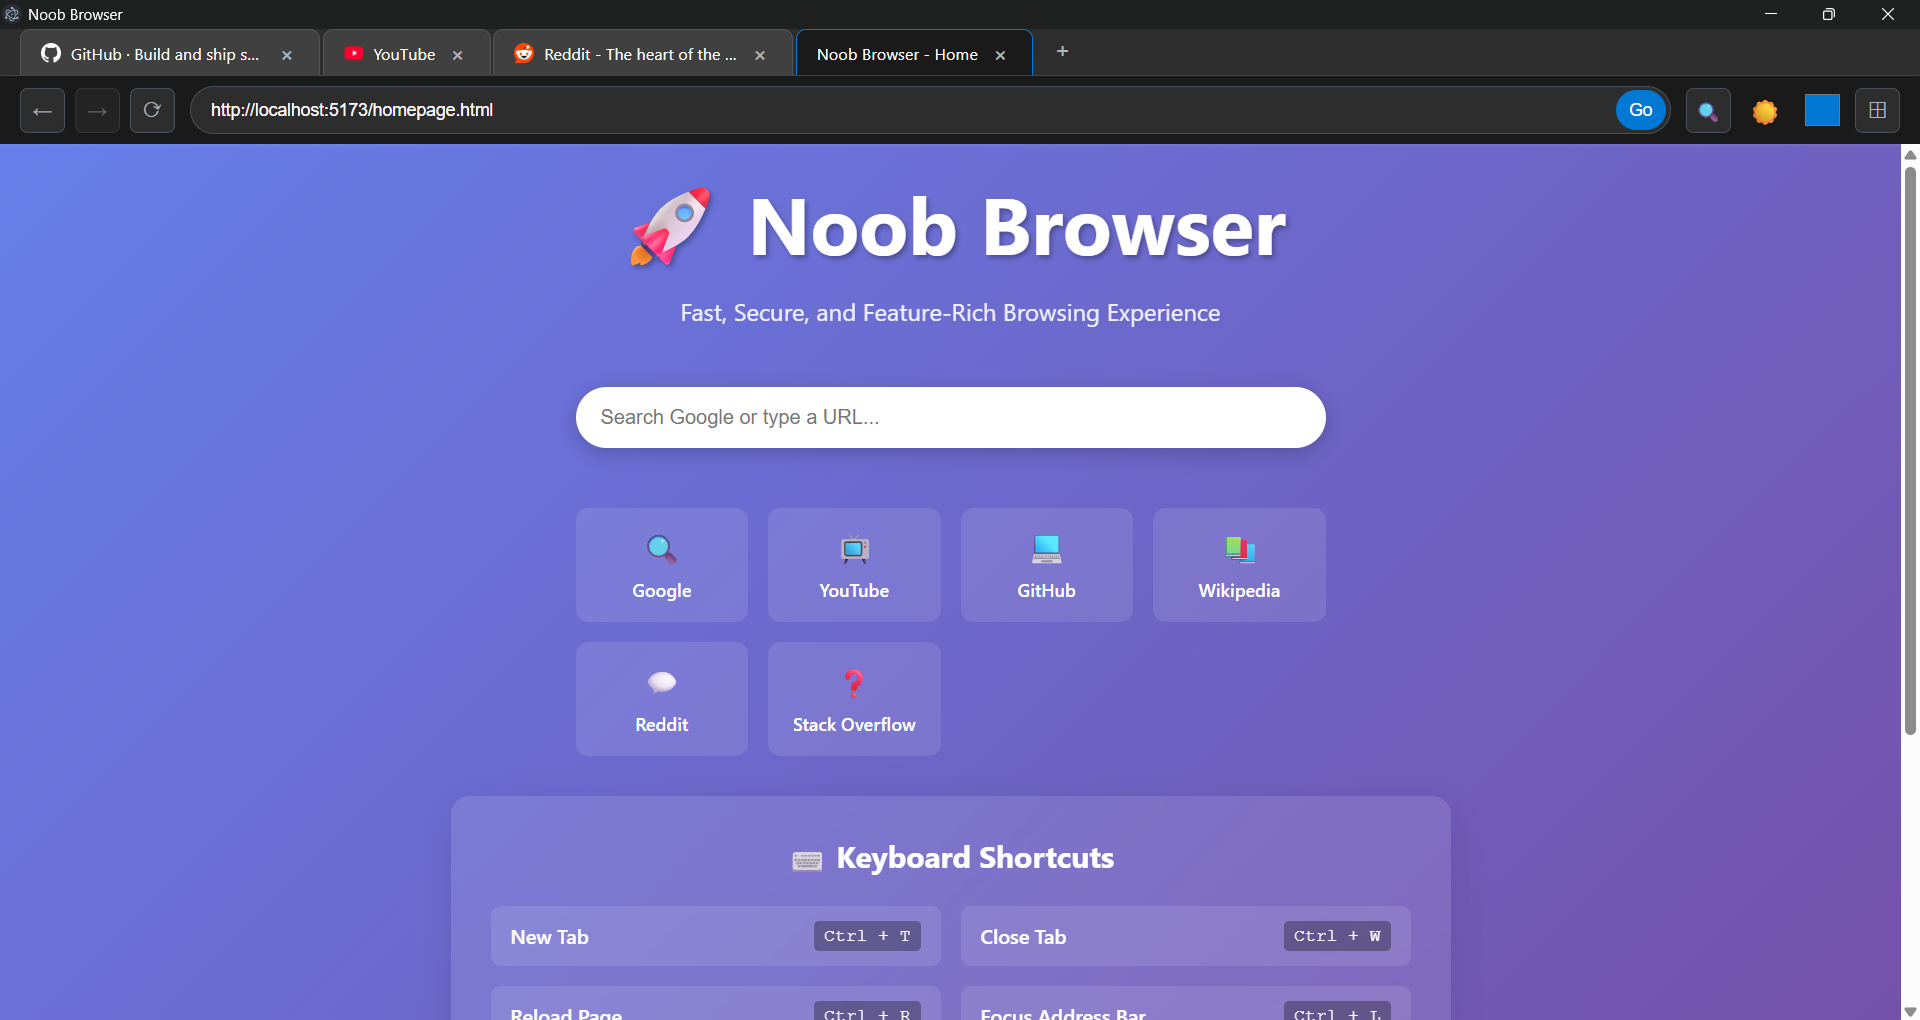 Noob Browser
GitHub · Build and ship s...
YouTube
Reddit - The heart of the ...
Noob Browser - Home
http://localhost:5173/homepage.html
Go
Noob Browser
Fast, Secure, and Feature-Rich Browsing Experience
Search Google or type a URL...
Google
YouTube
GitHub
Wikipedia
Reddit
Stack Overflow
Keyboard Shortcuts
New Tab
Ctrl + T
Close Tab
Ctrl + W
Reload Page
Ctrl + R
Focus Address Bar
Ctrl + L